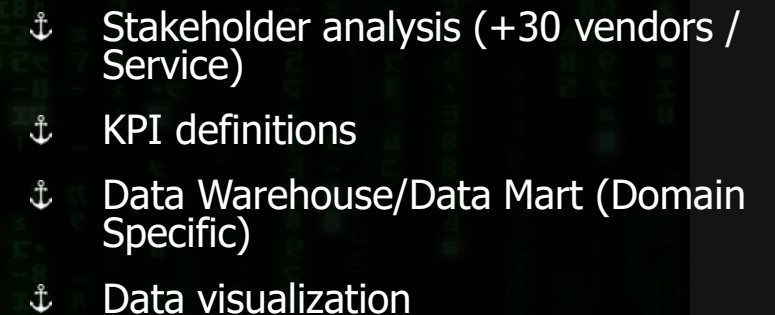 Stakeholder analysis (+30 vendors /
Service)
KPI definitions
Data Warehouse/Data Mart (Domain
Specific)
Data visualization